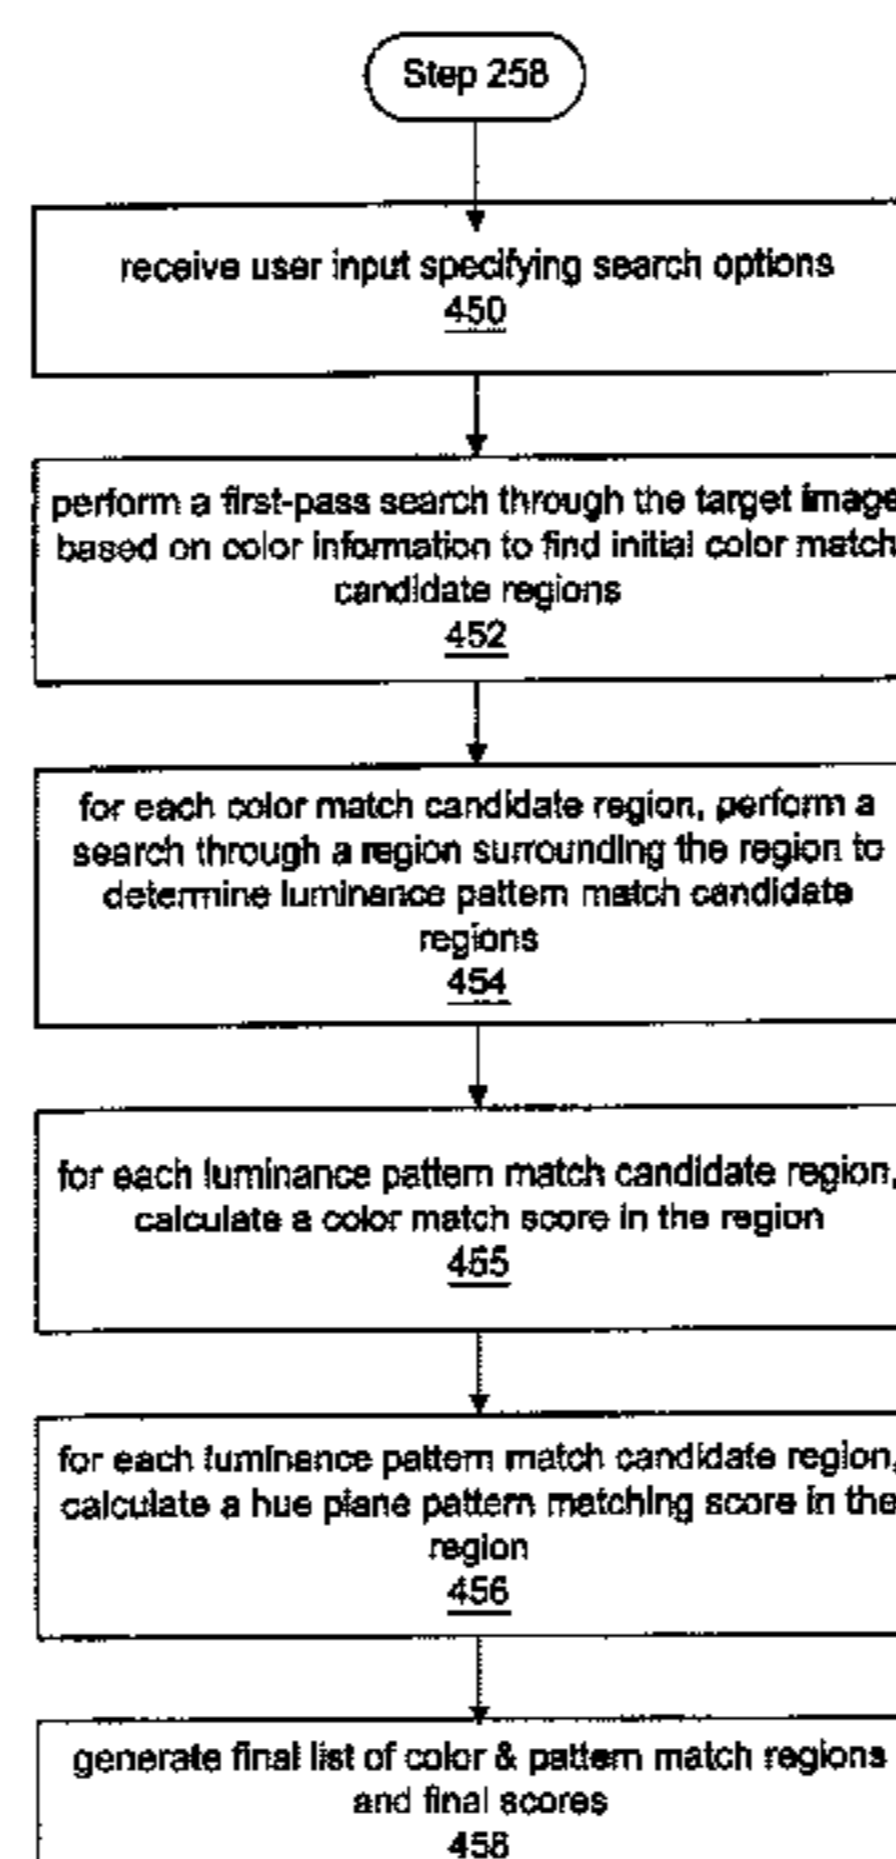 Step 258
receive user input specifying search options
450
perform a first-pass search through the target image
based on color information to find initial color match
candidate regions
452
for each color match candidate region, perform a
search through a region surrounding the region to
determine luminance pattern match candidate
regions
454
for each luminance pattern match candidate region,
calculate a color match score in the region
455
for each luminance pattern match candidate region,
calculate a hue plane pattern matching score in the
region
456
generate final list of color & pattern match regions
and final scores
458